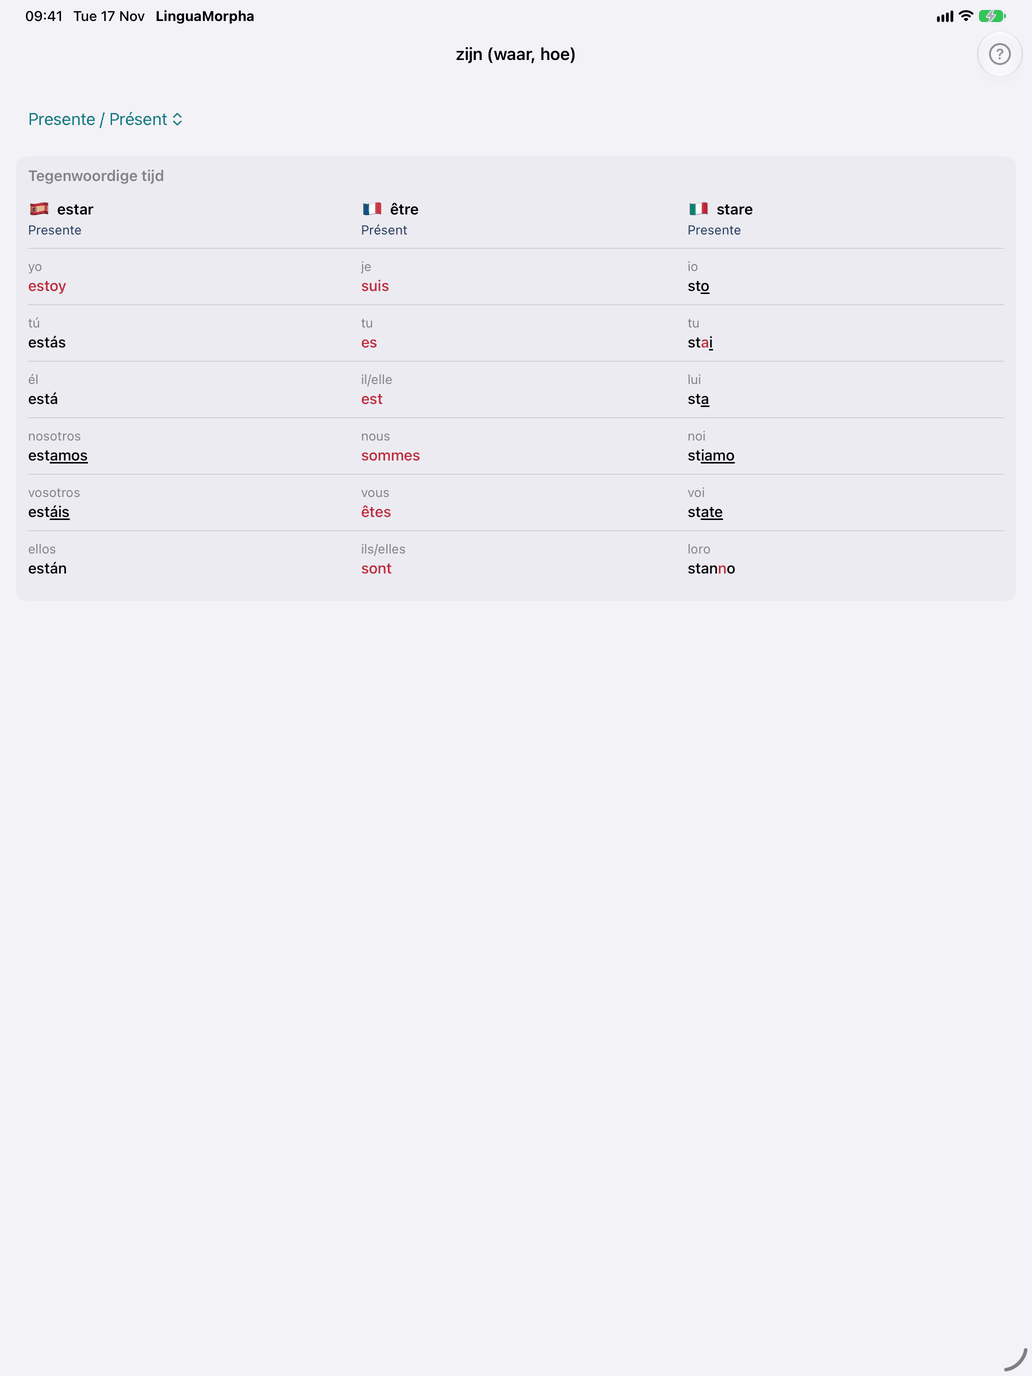 09:41 Tue 17 Nov LinguaMorpha
zijn (waar, hoe)
?
Presente / Présent
Tegenwoordige tijd
estar être stare
Presente Présent Presente
yo je io
estoy suis sto
tú tu tu
estás es stai
él il/elle lui
está est sta
nosotros nous noi
estamos sommes stiamo
vosotros vous voi
estáis êtes state
ellos ils/elles loro
están sont stanno